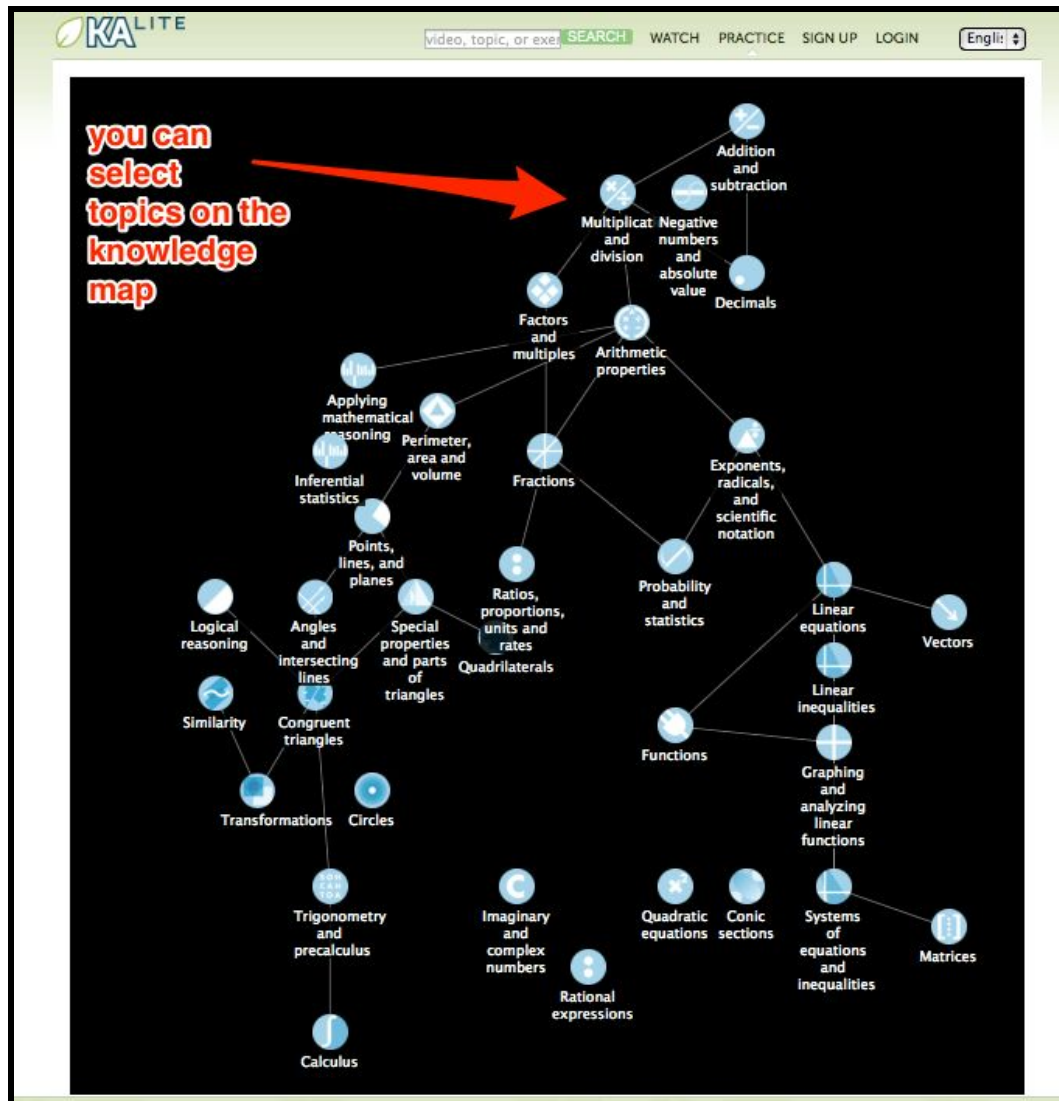 KA LITE
video, topic, or exer SEARCH WATCH PRACTICE SIGN UP LOGIN Englis
you can
select
topics on the
knowledge
map
Addition
and
subtraction
Multiplicat
and
division
Negative
numbers
and
absolute
value
Decimals
Factors
and
multiples
Arithmetic
properties
Applying
mathematical
reasoning
Perimeter,
area and
volume
Inferential
statistics
Fractions
Exponents,
radicals,
and
scientific
notation
Points,
lines, and
planes
Ratios,
proportions,
units and
rates
Probability
and
statistics
Linear
equations
Vectors
Logical
reasoning
Angles
and
intersecting
lines
Special
properties
and parts
of
triangles
Quadrilaterals
Linear
inequalities
Similarity
Congruent
triangles
Functions
Graphing
and
analyzing
linear
functions
Transformations
Circles
SOH
CAH
TOA
Trigonometry
and
precalculus
Imaginary
and
complex
numbers
Quadratic
equations
Conic
sections
Systems
of
equations
and
inequalities
Matrices
Rational
expressions
Calculus